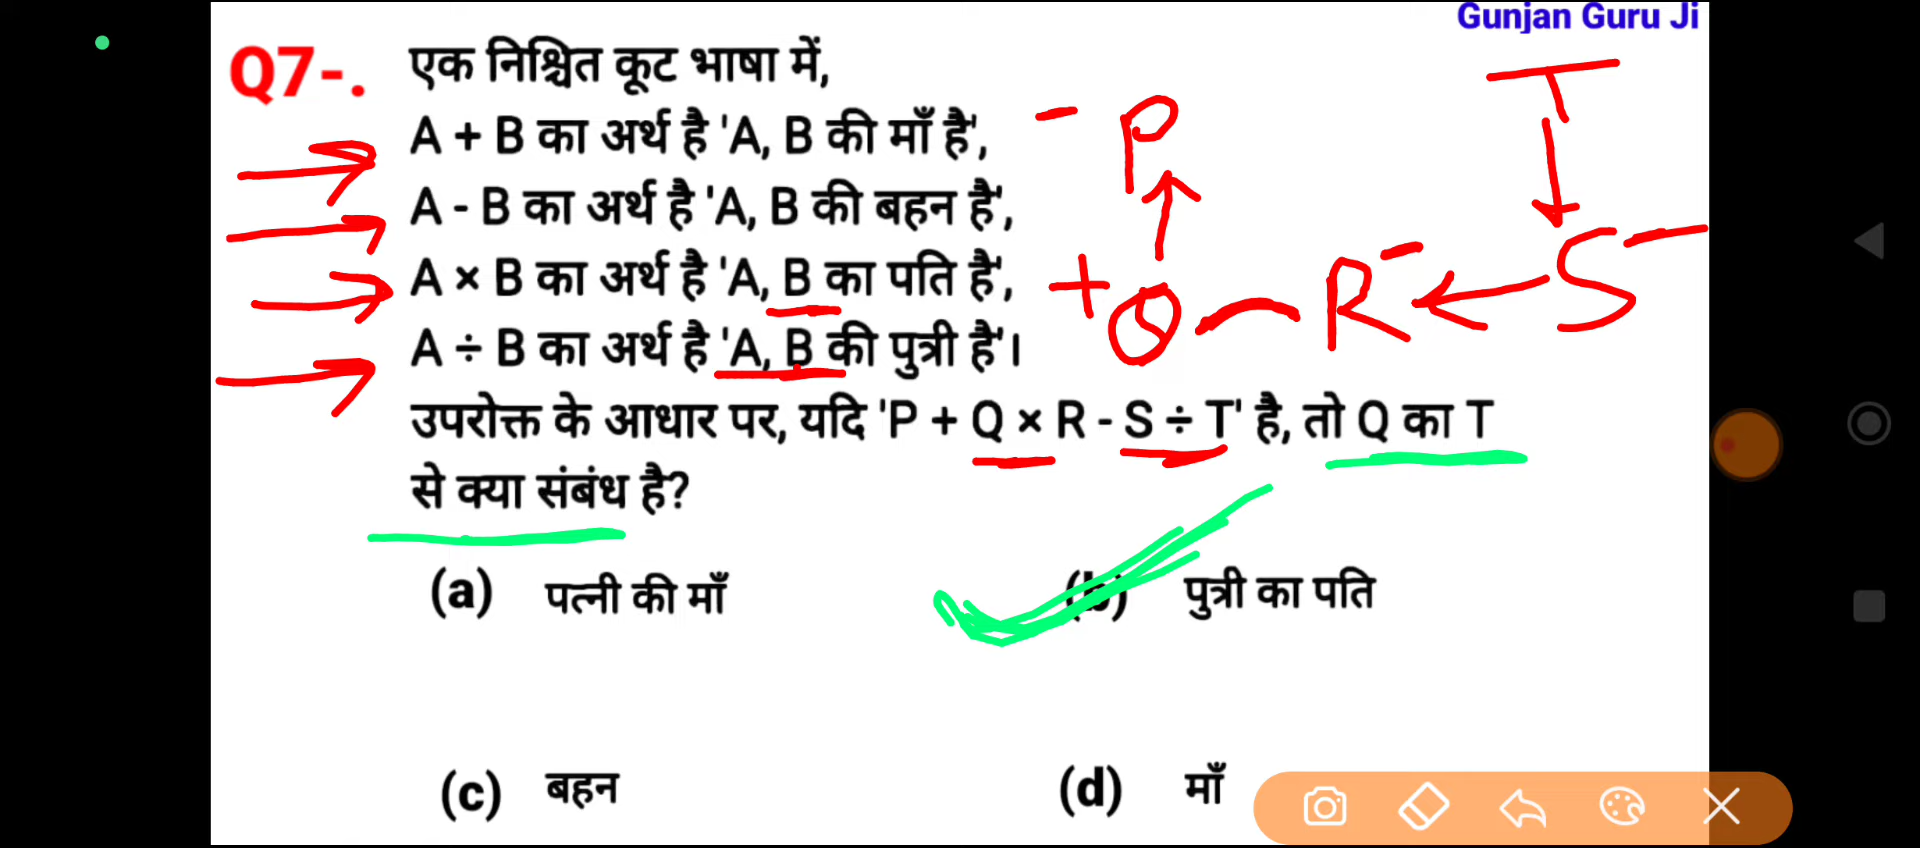 Gunjan Guru Ji
Q7-. एक निश्चित कूट भाषा में,
A + B का अर्थ है 'A, B की माँ है',
A - B का अर्थ है 'A, B की बहन है',
A × B का अर्थ है 'A, B का पति है',
A ÷ B का अर्थ है 'A, B की पुत्री है'।
उपरोक्त के आधार पर, यदि 'P + Q × R - S ÷ T' है, तो Q का T
से क्या संबंध है?
(a) पत्नी की माँ
(b) पुत्री का पति
(c) बहन
(d) माँ
T
- P
+ Q R - S -